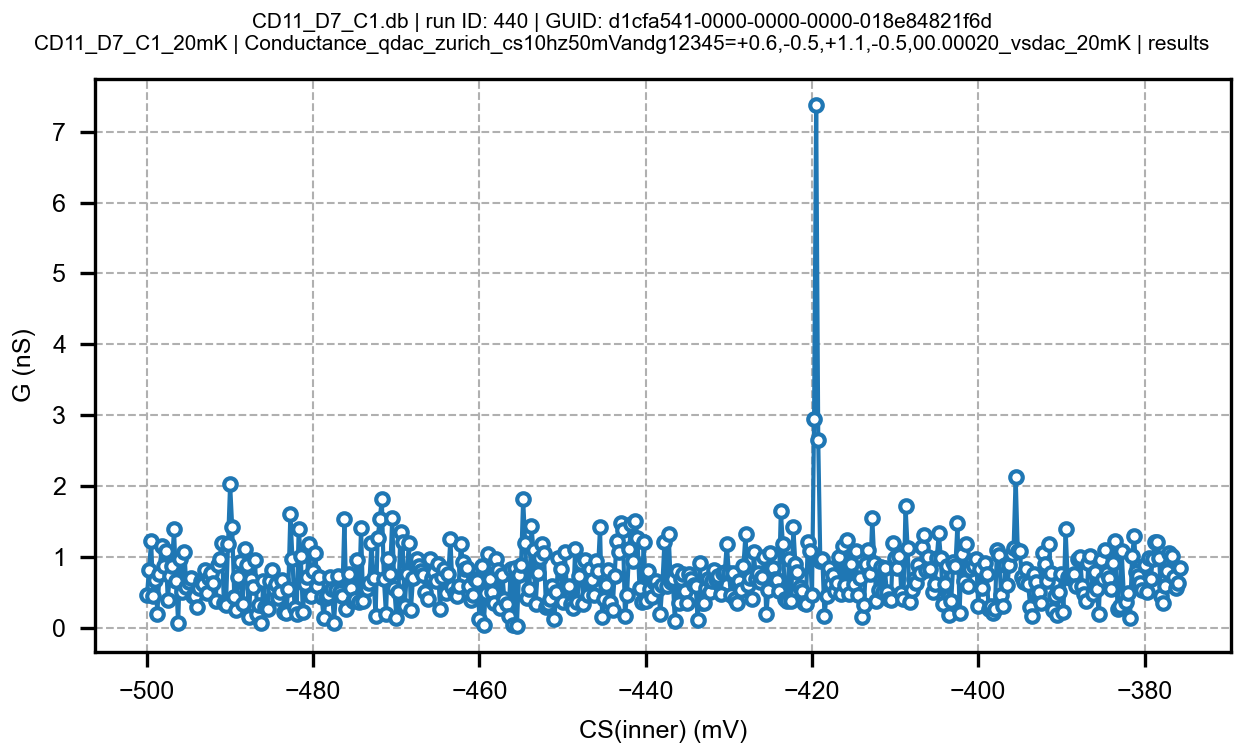 CD11_D7_C1.db | run ID: 440 | GUID: d1cfa541-0000-0000-0000-018e84821f6d
CD11_D7_C1_20mK | Conductance_qdac_zurich_cs10hz50mVandg12345=+0.6,-0.5,+1.1,-0.5,00.00020_vsdac_20mK | results
7
6
5
4
3
2
1
0
G (nS)
−500 −480 −460 −440 −420 −400 −380
CS(inner) (mV)